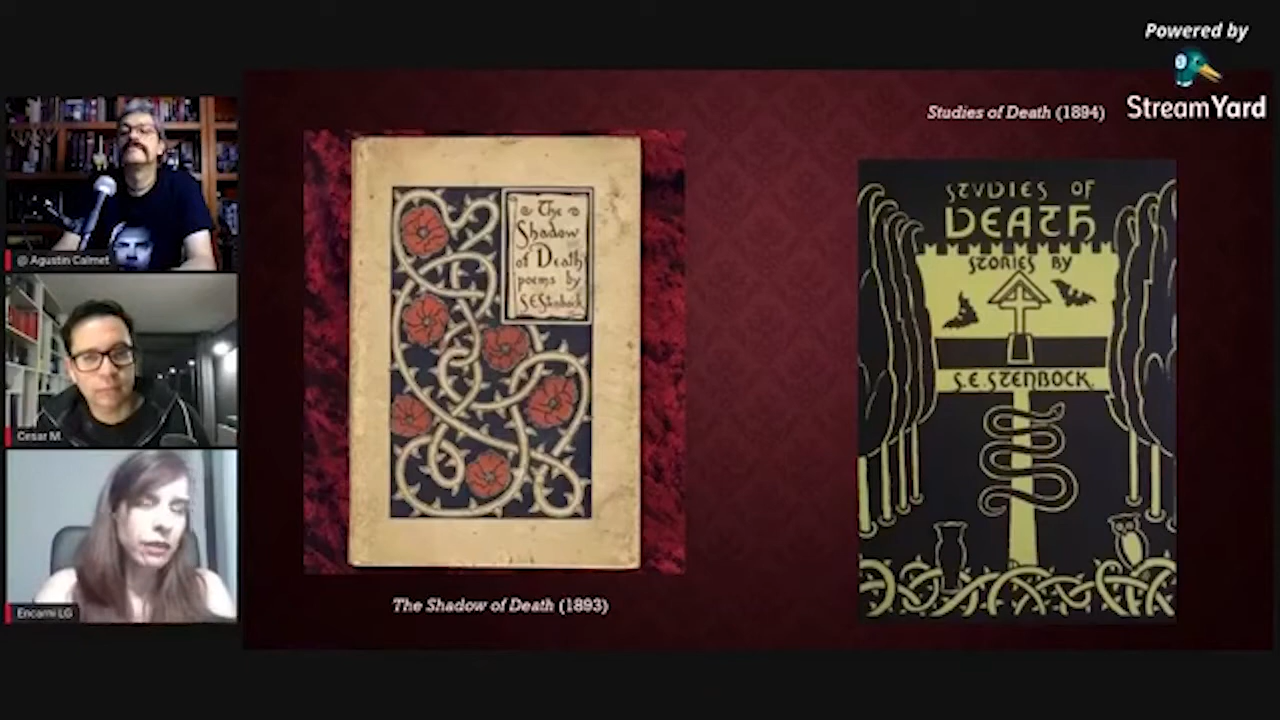 Powered by
StreamYard
@ Agustin Calmet
Cesar M.
Encarni LG
The
Shadow
of Death
poems by
S.E.Stenbock
The Shadow of Death (1893)
Studies of Death (1894)
STVDIES OF
DEATH
STORIES BY
S.E.STENBOCK.